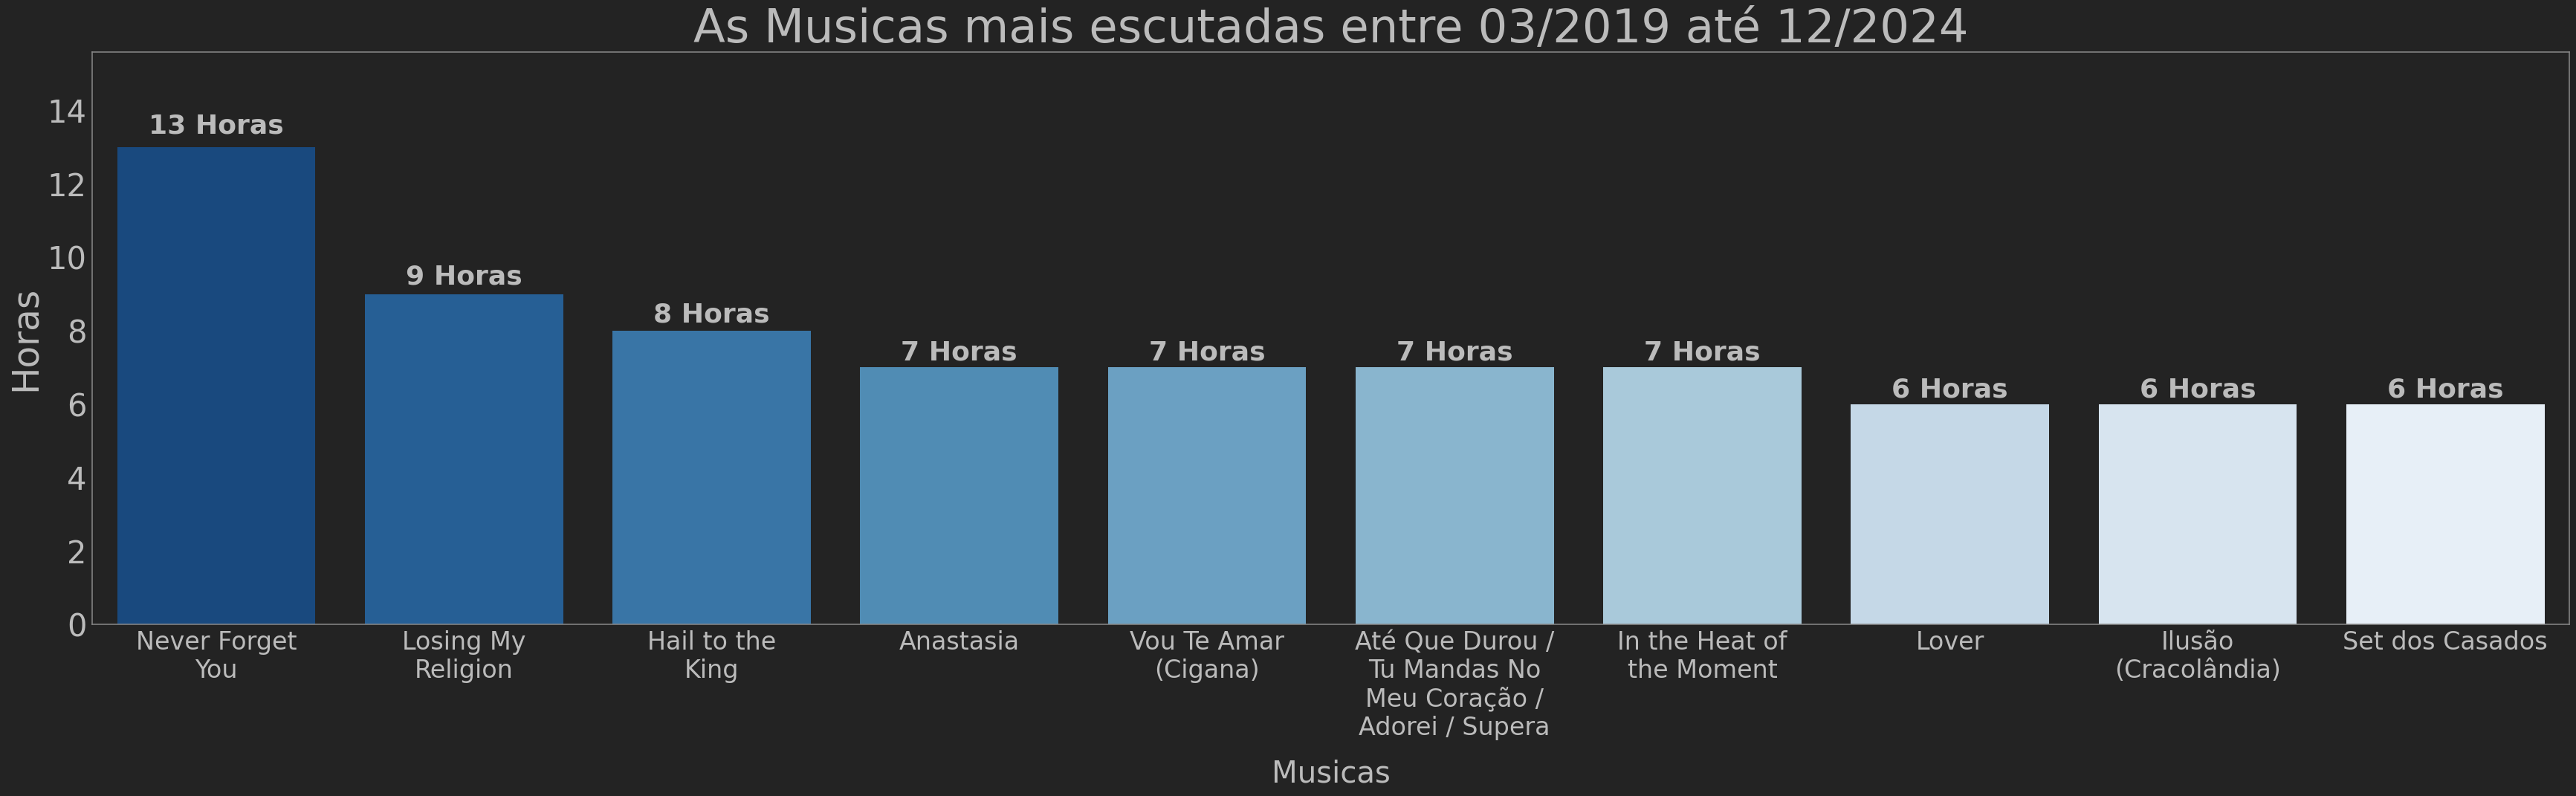 As Musicas mais escutadas entre 03/2019 até 12/2024
Horas
14
12
10
8
6
4
2
0
13 Horas
9 Horas
8 Horas
7 Horas
7 Horas
7 Horas
7 Horas
6 Horas
6 Horas
6 Horas
Never Forget
You
Losing My
Religion
Hail to the
King
Anastasia
Vou Te Amar
(Cigana)
Até Que Durou /
Tu Mandas No
Meu Coração /
Adorei / Supera
In the Heat of
the Moment
Lover
Ilusão
(Cracolândia)
Set dos Casados
Musicas